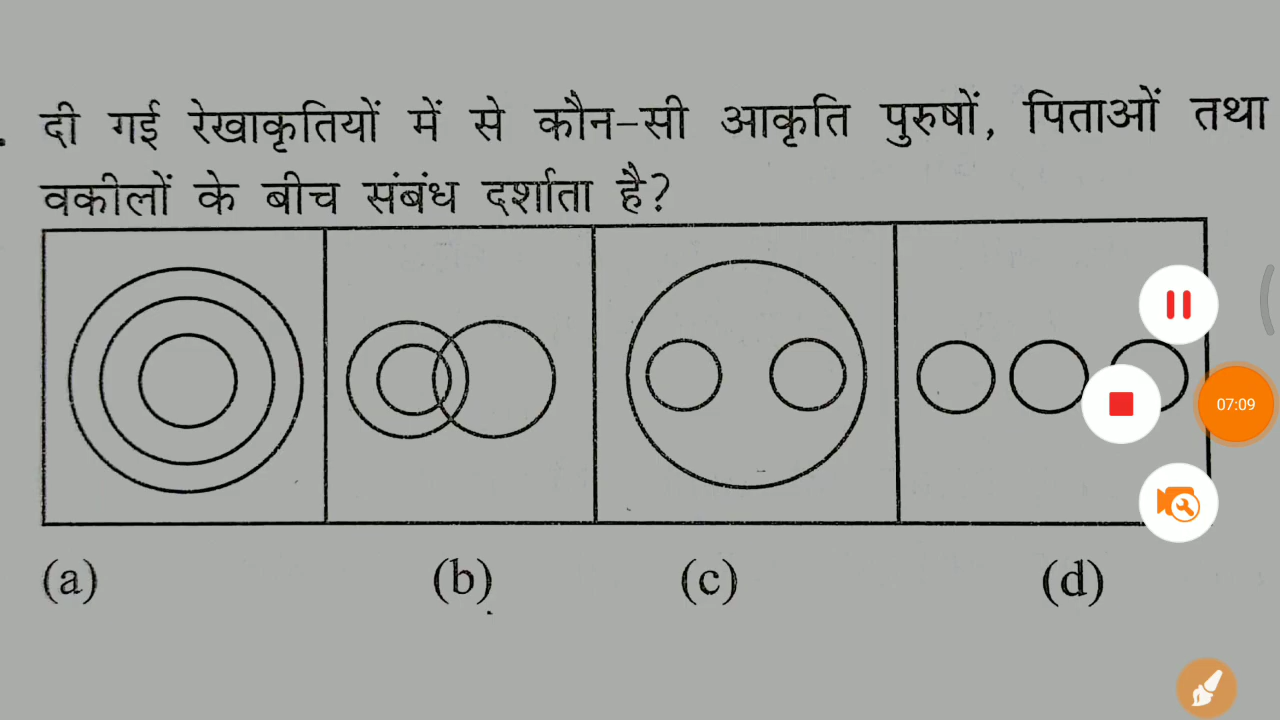 दी गई रेखाकृतियों में से कौन-सी आकृति पुरुषों, पिताओं तथा
वकीलों के बीच संबंध दर्शाता है?
07:09
(a) (b) (c) (d)